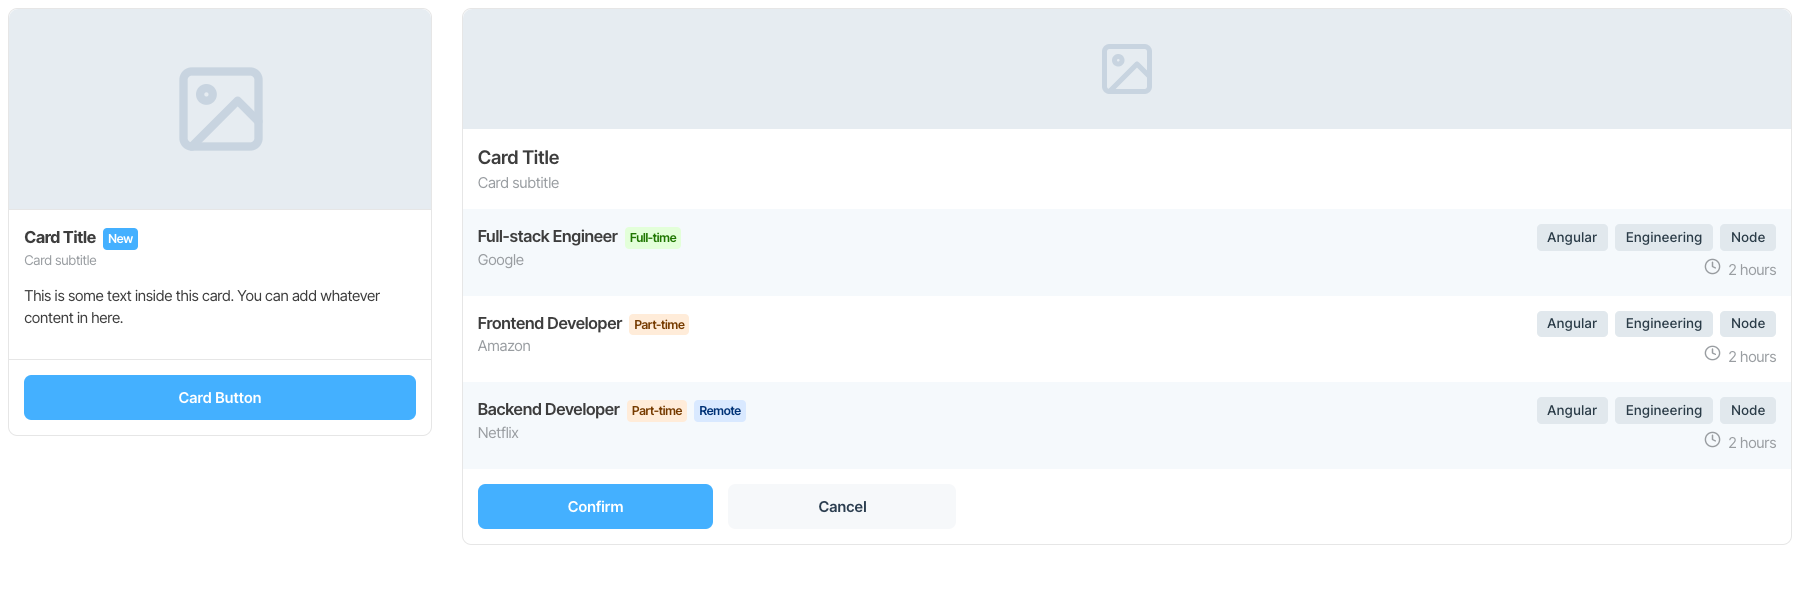 Card Title New
Card subtitle
This is some text inside this card. You can add whatever
content in here.
Card Button
Card Title
Card subtitle
Full-stack Engineer Full-time
Google
Angular Engineering Node
2 hours
Frontend Developer Part-time
Amazon
Angular Engineering Node
2 hours
Backend Developer Part-time Remote
Netflix
Angular Engineering Node
2 hours
Confirm Cancel